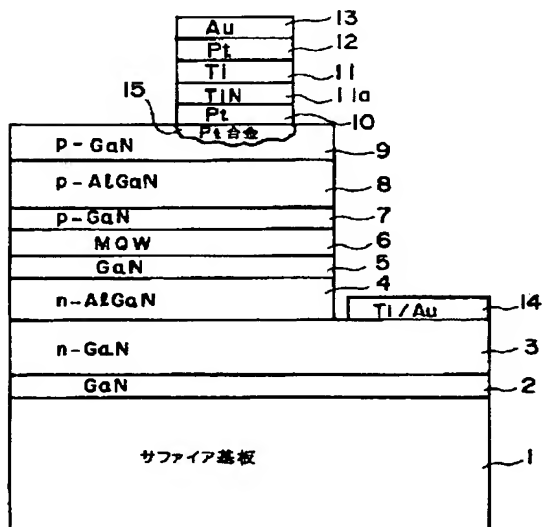 Au 13
Pt 12
Ti 11
TiN 11a
Pt 10
15 Pt合金
p-GaN 9
p-AlGaN 8
p-GaN 7
MQW 6
GaN 5
n-AlGaN 4
Ti/Au 14
n-GaN 3
GaN 2
サファイア基板 1